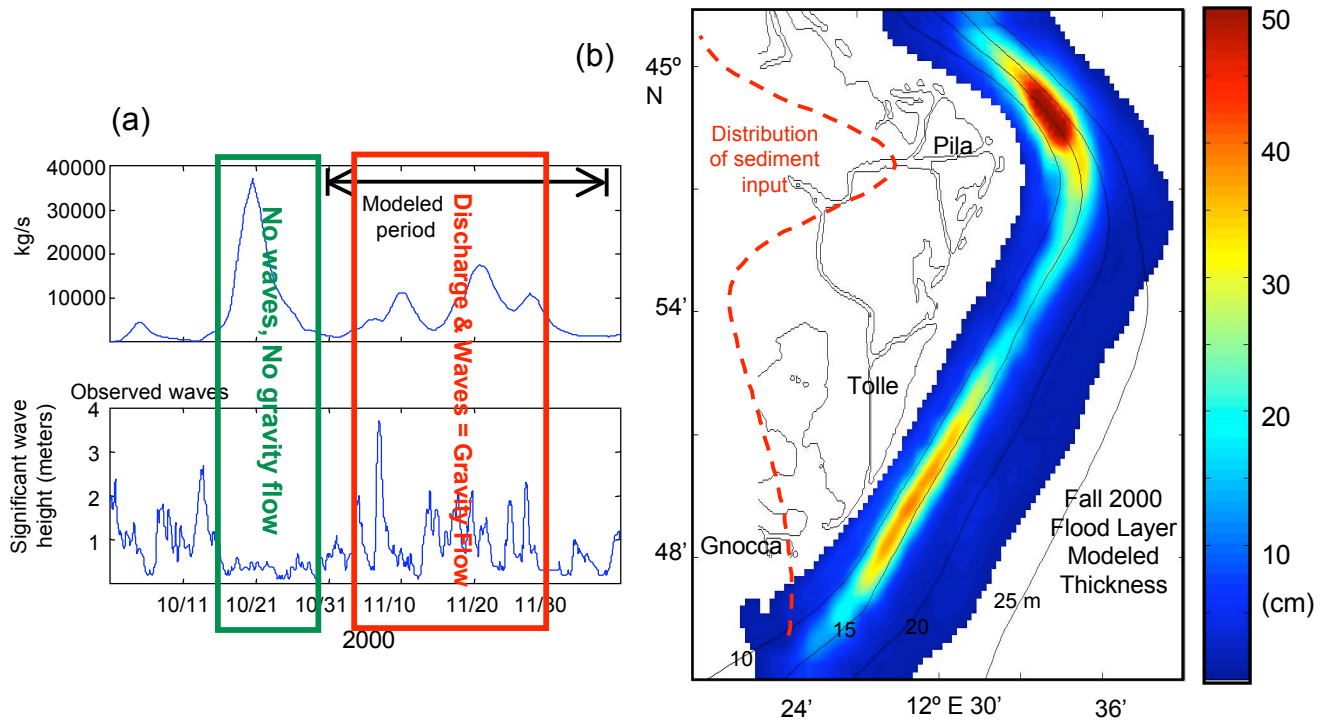 (a)
40000
30000
20000
10000
kg/s
Modeled
period
No waves, No gravity flow
Discharge & Waves = Gravity Flow
Observed waves
4
3
2
1
Significant wave
height (meters)
10/11
10/21
10/31
11/10
11/20
11/30
2000
(b)
45º
N
54’
48’
Distribution
of sediment
input
Pila
Tolle
Gnocca
Fall 2000
Flood Layer
Modeled
Thickness
10
15
20
25 m
24’
12º E 30’
36’
50
40
30
20
10
(cm)